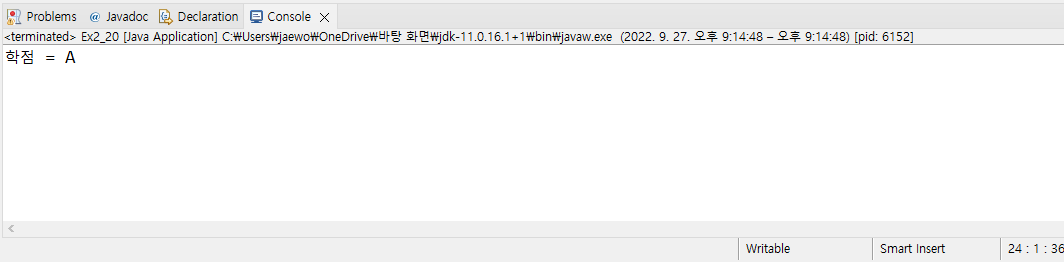 Problems @ Javadoc Declaration Console
<terminated> Ex2_20 [Java Application] C:₩Users₩jaewo₩OneDrive₩바탕 화면₩jdk-11.0.16.1+1₩bin₩javaw.exe (2022. 9. 27. 오후 9:14:48 – 오후 9:14:48) [pid: 6152]
학점 = A
Writable Smart Insert 24 : 1 : 36